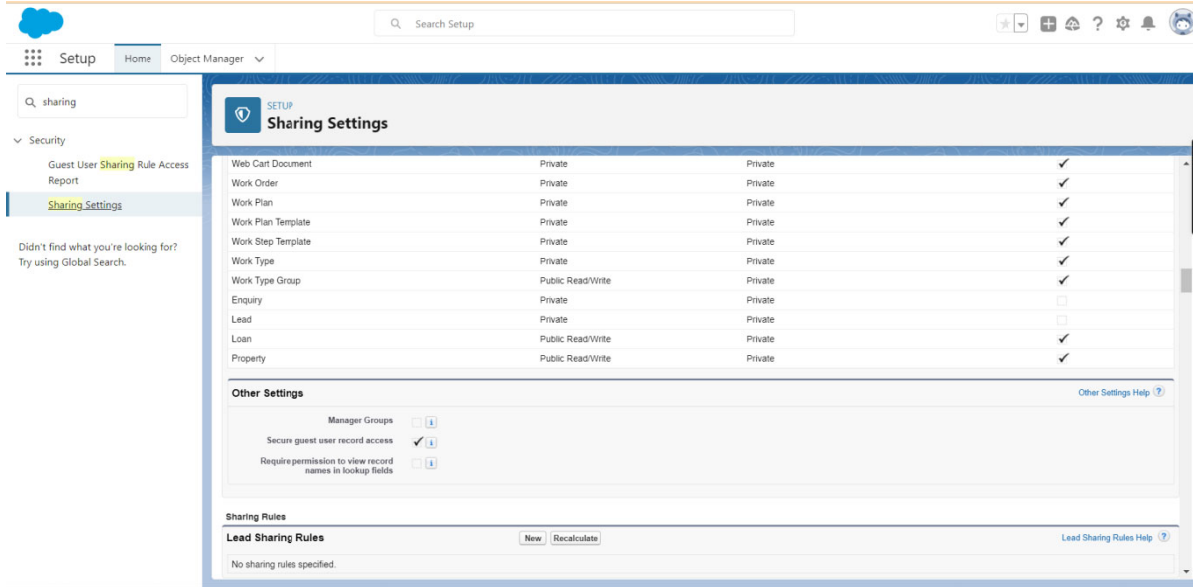 Search Setup
Setup Home Object Manager
sharing
Security
Guest User Sharing Rule Access
Report
Sharing Settings
Didn't find what you're looking for?
Try using Global Search.
SETUP
Sharing Settings
Web Cart Document Private Private
Work Order Private Private
Work Plan Private Private
Work Plan Template Private Private
Work Step Template Private Private
Work Type Private Private
Work Type Group Public Read/Write Private
Enquiry Private Private
Lead Private Private
Loan Public Read/Write Private
Property Public Read/Write Private
Other Settings Other Settings Help ?
Manager Groups i
Secure guest user record access i
Require permission to view record
names in lookup fields i
Sharing Rules
Lead Sharing Rules New Recalculate Lead Sharing Rules Help ?
No sharing rules specified.